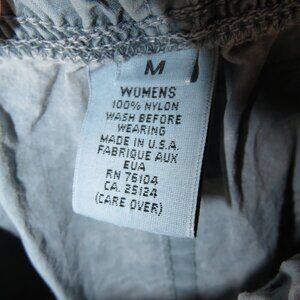 M
WOMENS
100% NYLON
WASH BEFORE
WEARING
MADE IN U.S.A.
FABRIQUE AUX
EUA
RN 76104
CA. 25124
(CARE OVER)